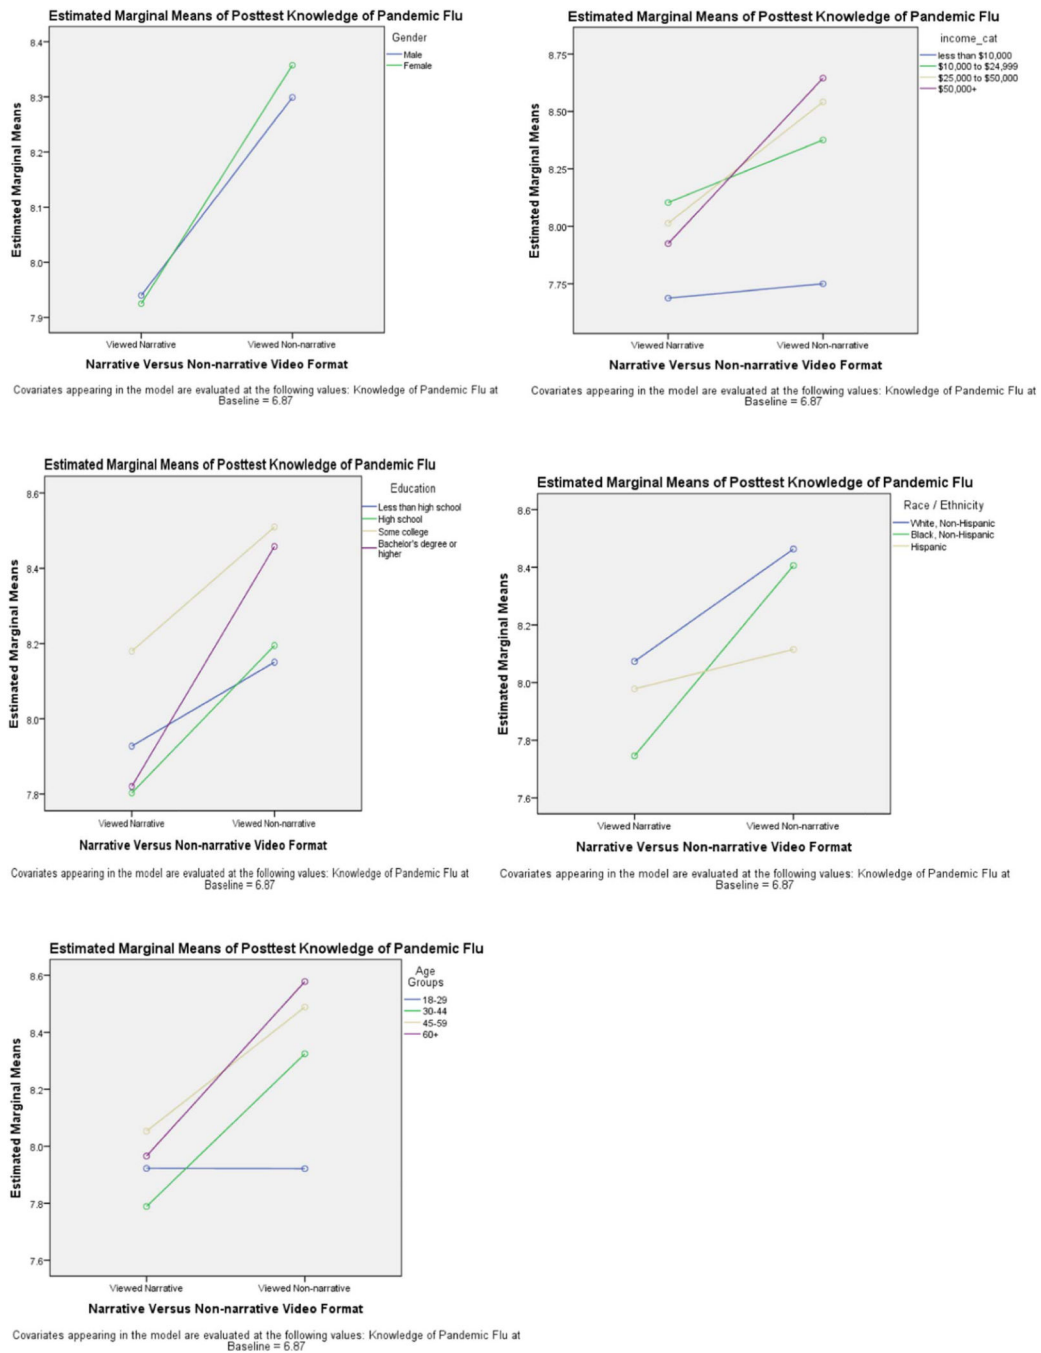 Estimated Marginal Means of Posttest Knowledge of Pandemic Flu
Gender
Male
Female
Estimated Marginal Means
8.4
8.3
8.2
8.1
8.0
7.9
Viewed Narrative
Viewed Non-narrative
Narrative Versus Non-narrative Video Format
Covariates appearing in the model are evaluated at the following values: Knowledge of Pandemic Flu at
Baseline = 6.87
Estimated Marginal Means of Posttest Knowledge of Pandemic Flu
income_cat
less than $10,000
$10,000 to $24,999
$25,000 to $50,000
$50,000+
Estimated Marginal Means
8.75
8.50
8.25
8.00
7.75
Viewed Narrative
Viewed Non-narrative
Narrative Versus Non-narrative Video Format
Covariates appearing in the model are evaluated at the following values: Knowledge of Pandemic Flu at
Baseline = 6.87
Estimated Marginal Means of Posttest Knowledge of Pandemic Flu
Education
Less than high school
High school
Some college
Bachelor's degree or
higher
Estimated Marginal Means
8.6
8.4
8.2
8.0
7.8
Viewed Narrative
Viewed Non-narrative
Narrative Versus Non-narrative Video Format
Covariates appearing in the model are evaluated at the following values: Knowledge of Pandemic Flu at
Baseline = 6.87
Estimated Marginal Means of Posttest Knowledge of Pandemic Flu
Race / Ethnicity
White, Non-Hispanic
Black, Non-Hispanic
Hispanic
Estimated Marginal Means
8.6
8.4
8.2
8.0
7.8
7.6
Viewed Narrative
Viewed Non-narrative
Narrative Versus Non-narrative Video Format
Covariates appearing in the model are evaluated at the following values: Knowledge of Pandemic Flu at
Baseline = 6.87
Estimated Marginal Means of Posttest Knowledge of Pandemic Flu
Age
Groups
18-29
30-44
45-59
60+
Estimated Marginal Means
8.6
8.4
8.2
8.0
7.8
7.6
Viewed Narrative
Viewed Non-narrative
Narrative Versus Non-narrative Video Format
Covariates appearing in the model are evaluated at the following values: Knowledge of Pandemic Flu at
Baseline = 6.87